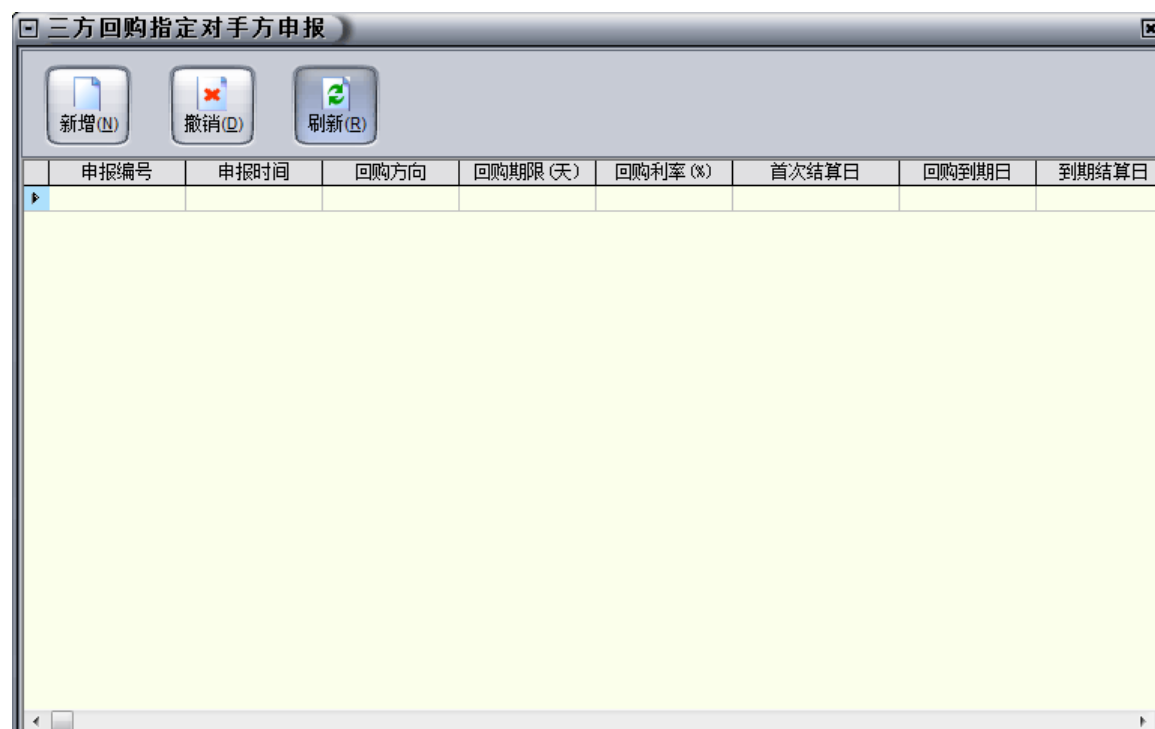 三方回购指定对手方申报
新增(N) 撤销(D) 刷新(R)
申报编号 申报时间 回购方向 回购期限(天) 回购利率(%) 首次结算日 回购到期日 到期结算日